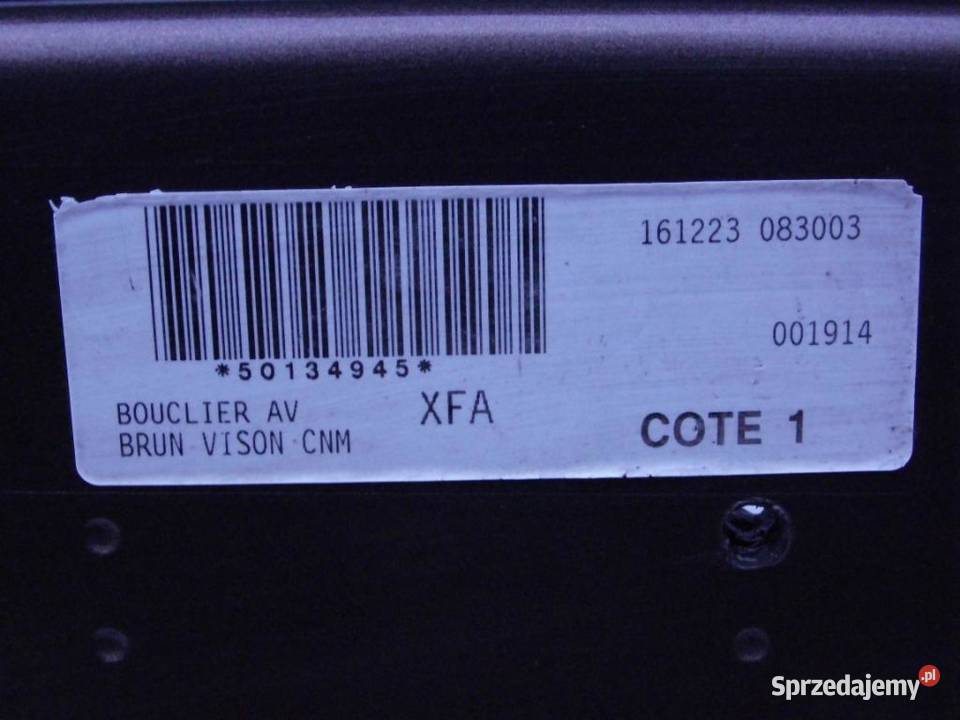 161223 083003
001914
*50134945*
BOUCLIER AV XFA
BRUN VISON CNM
COTE 1
Sprzedajemy.pl